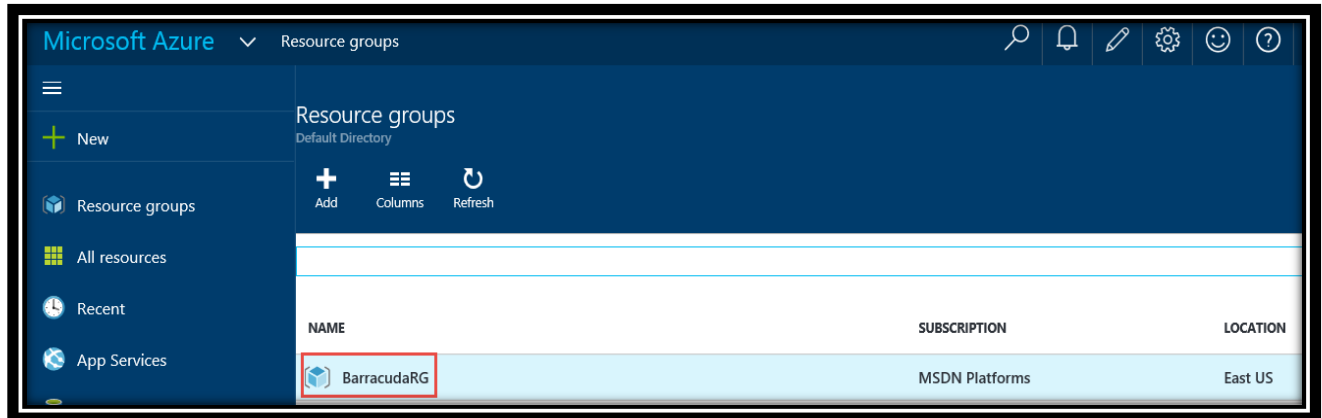 Microsoft Azure Resource groups
New
Resource groups
All resources
Recent
App Services
Resource groups
Default Directory
Add Columns Refresh
NAME SUBSCRIPTION LOCATION
BarracudaRG MSDN Platforms East US